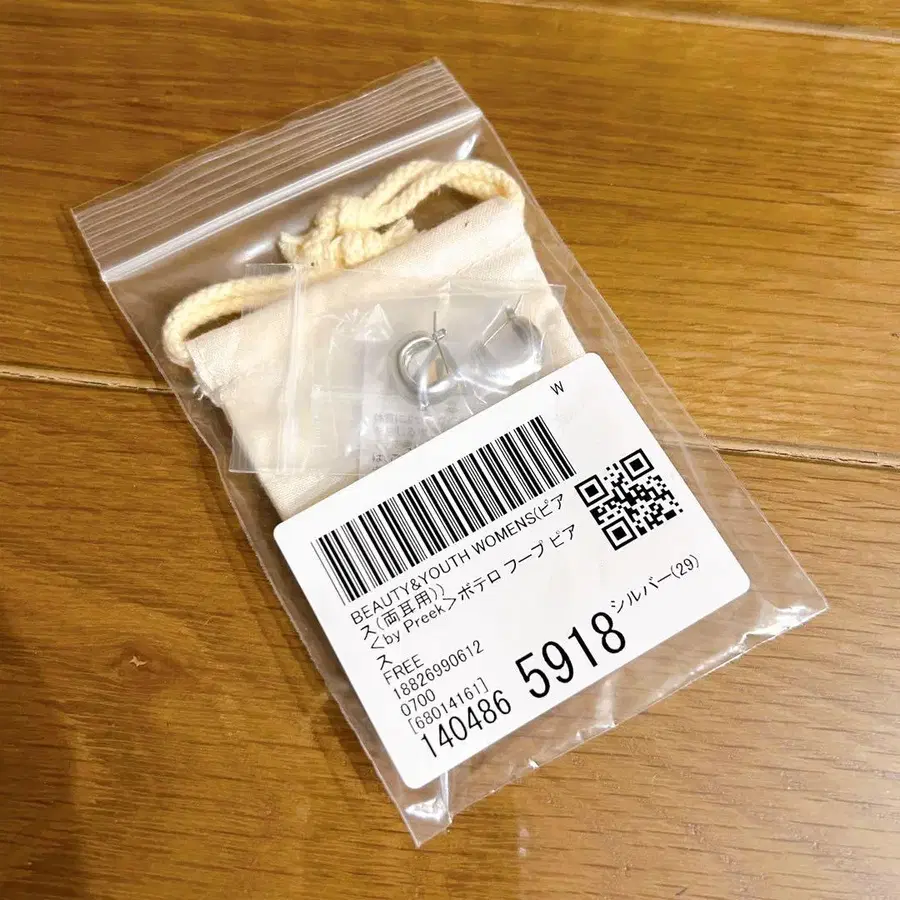 W
BEAUTY&YOUTH WOMENS(ピア
ス(両耳用))
<by Preek>ボテロ フープ ピア
ス
FREE
シルバー(29)
18826990612
0700
[68014161]
140486 5918